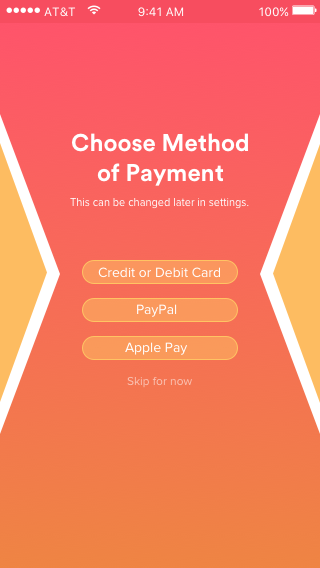 AT&T 9:41 AM 100%
Choose Method
of Payment
This can be changed later in settings.
Credit or Debit Card
PayPal
Apple Pay
Skip for now